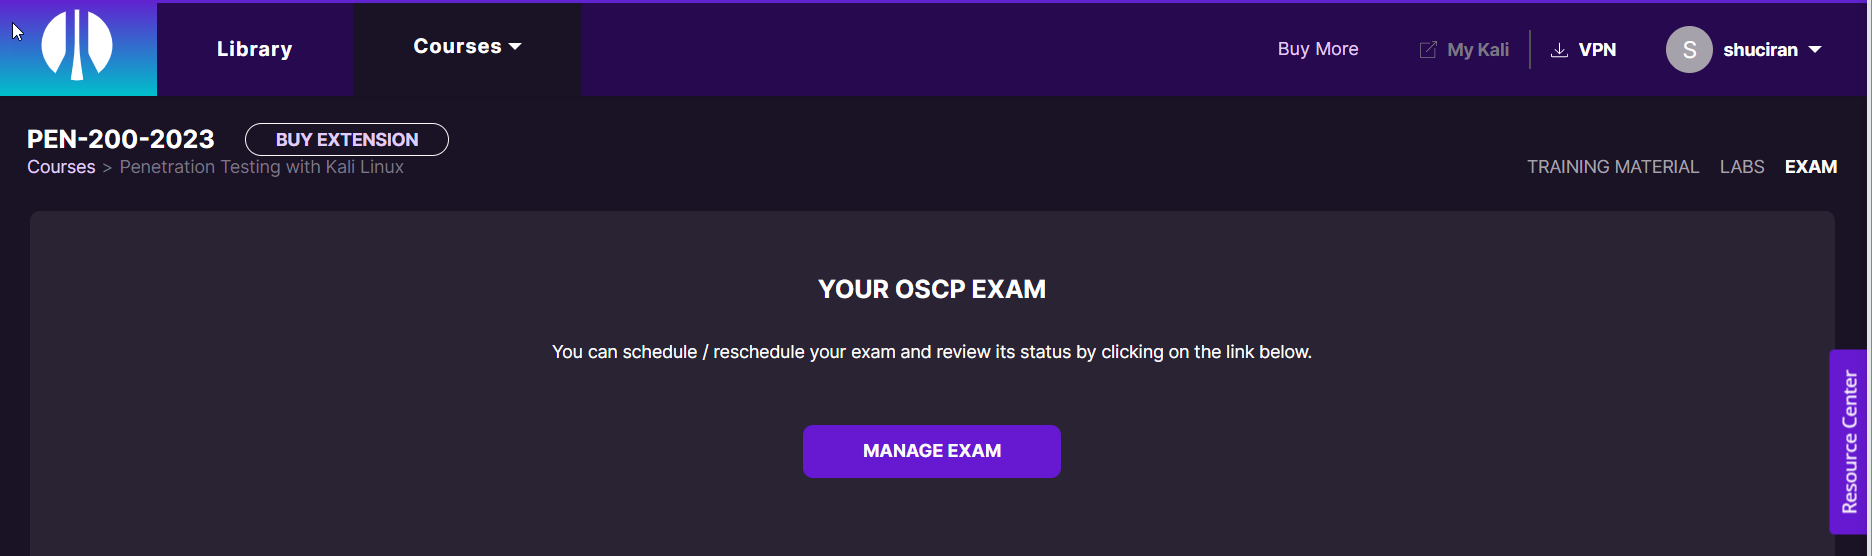 Library
Courses
Buy More
My Kali
VPN
S
shuciran
PEN-200-2023
BUY EXTENSION
Courses > Penetration Testing with Kali Linux
TRAINING MATERIAL
LABS
EXAM
YOUR OSCP EXAM
You can schedule / reschedule your exam and review its status by clicking on the link below.
MANAGE EXAM
Resource Center